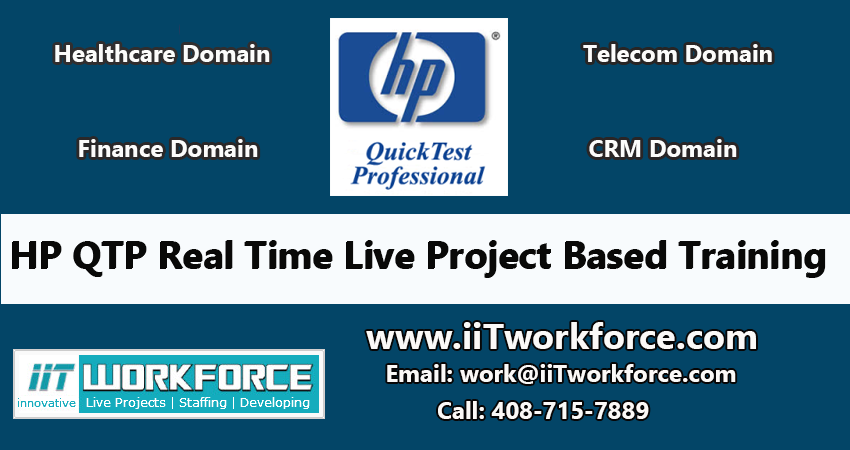 Healthcare Domain
Telecom Domain
hp
®
Finance Domain
CRM Domain
QuickTest
Professional
HP QTP Real Time Live Project Based Training
www.iiTworkforce.com
Email: work@iiTworkforce.com
Call: 408-715-7889
iiT WORKFORCE
innovative Live Projects | Staffing | Developing